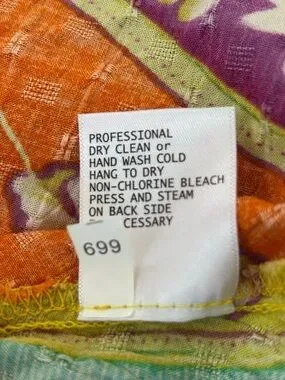 PROFESSIONAL
DRY CLEAN or
HAND WASH COLD
HANG TO DRY
NON-CHLORINE BLEACH
PRESS AND STEAM
ON BACK SIDE
CESSARY
699